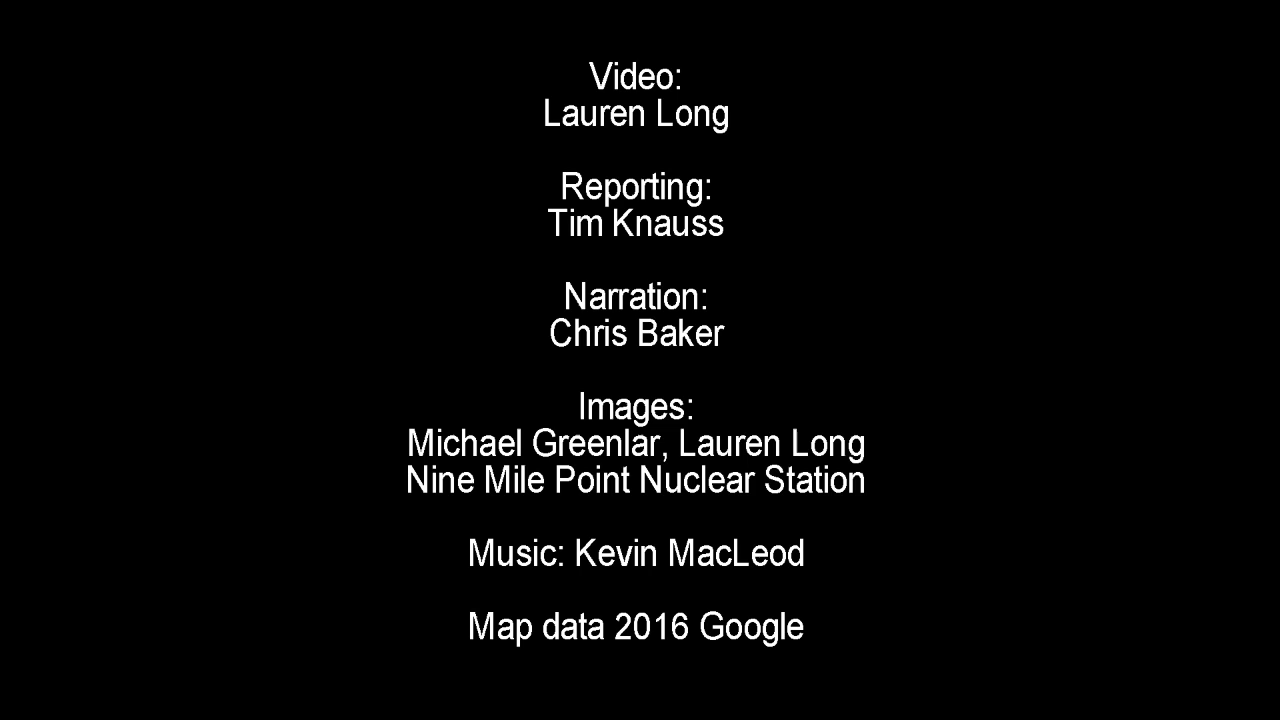 Video:
Lauren Long
Reporting:
Tim Knauss
Narration:
Chris Baker
Images:
Michael Greenlar, Lauren Long
Nine Mile Point Nuclear Station
Music: Kevin MacLeod
Map data 2016 Google